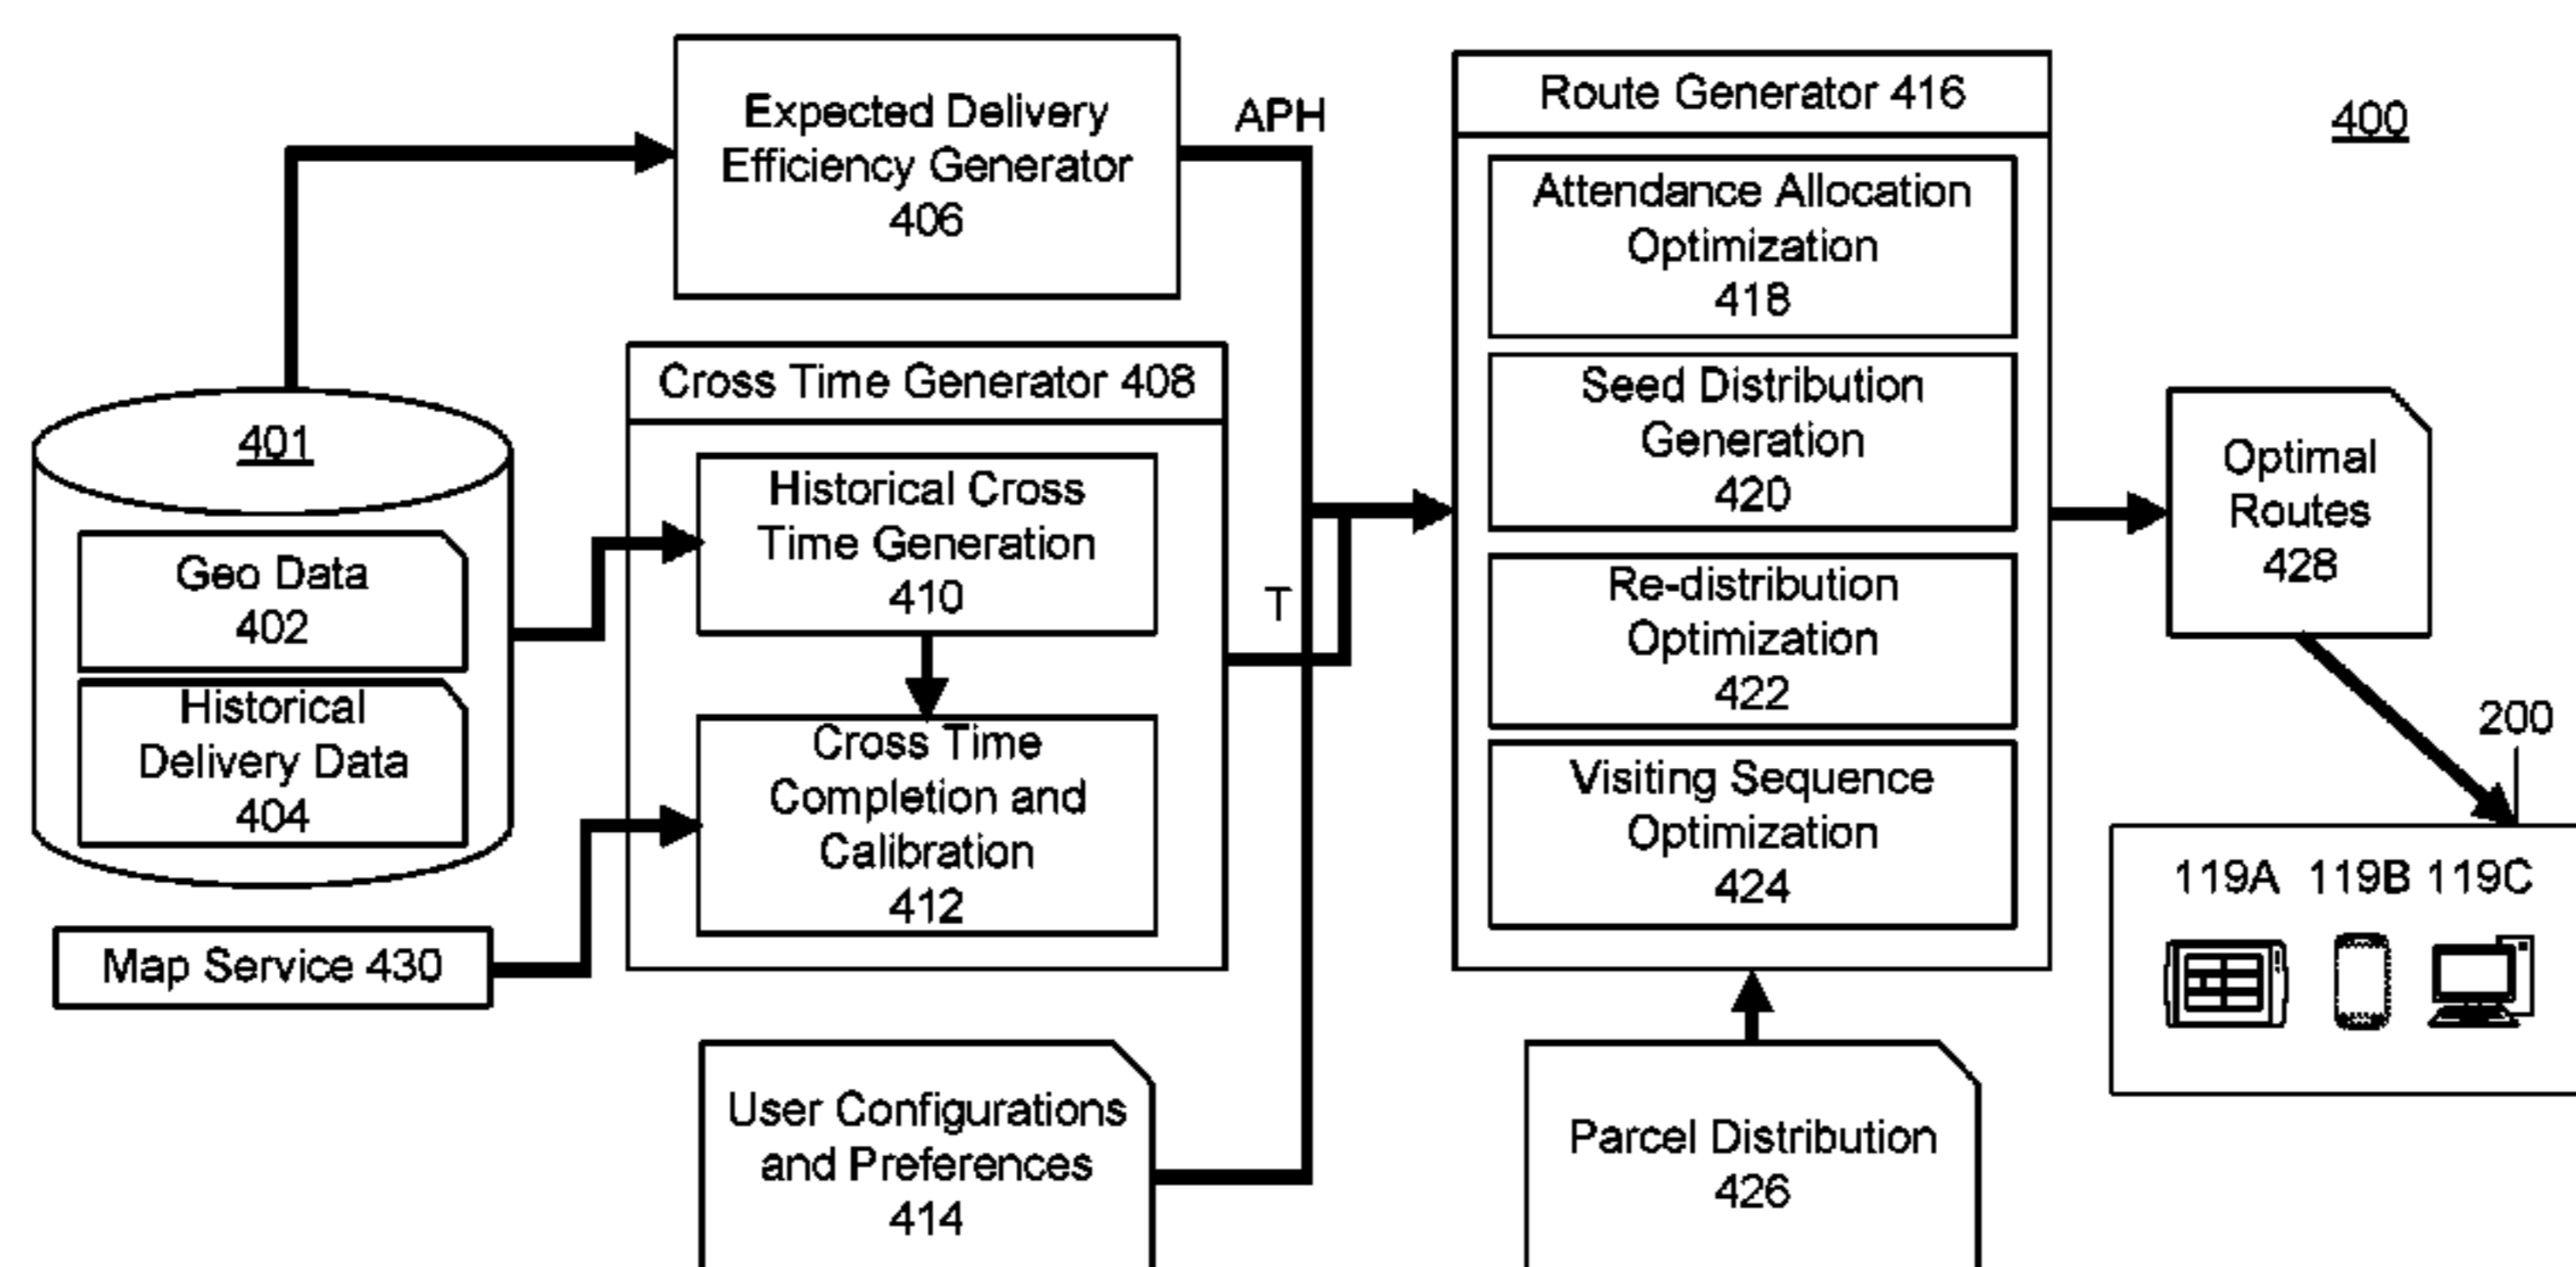 Expected Delivery
Efficiency Generator
406
APH
Route Generator 416
400
Attendance Allocation
Optimization
418
Seed Distribution
Generation
420
Re-distribution
Optimization
422
Visiting Sequence
Optimization
424
Cross Time Generator 408
Historical Cross
Time Generation
410
T
Cross Time
Completion and
Calibration
412
401
Geo Data
402
Historical
Delivery Data
404
Map Service 430
User Configurations
and Preferences
414
Parcel Distribution
426
Optimal
Routes
428
200
119A 119B 119C